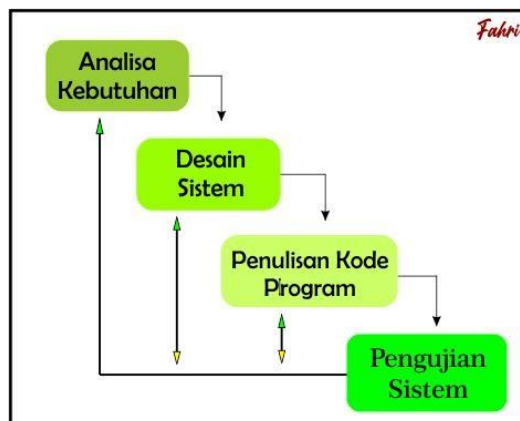 Fahri
Analisa
Kebutuhan
Desain
Sistem
Penulisan Kode
Program
Pengujian
Sistem